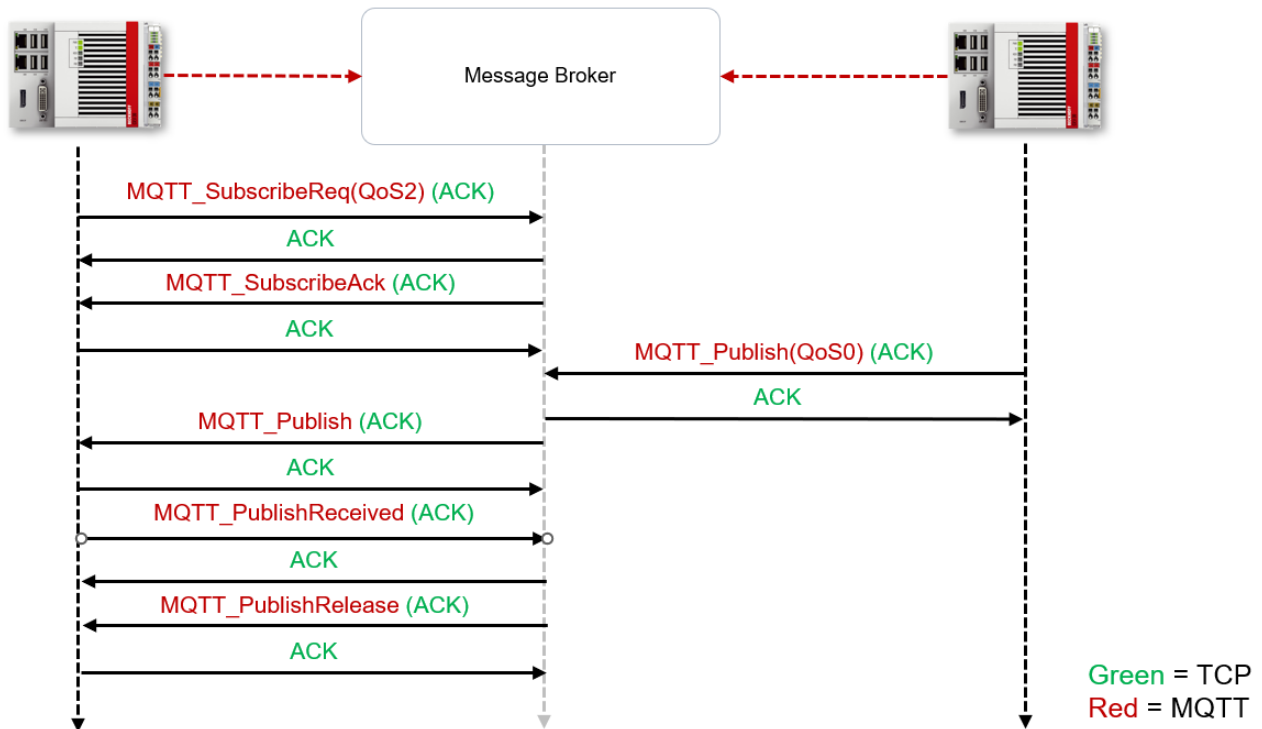 Message Broker
MQTT_SubscribeReq(QoS2) (ACK)
ACK
MQTT_SubscribeAck (ACK)
ACK
MQTT_Publish(QoS0) (ACK)
ACK
MQTT_Publish (ACK)
ACK
MQTT_PublishReceived (ACK)
ACK
MQTT_PublishRelease (ACK)
ACK
Green = TCP
Red = MQTT